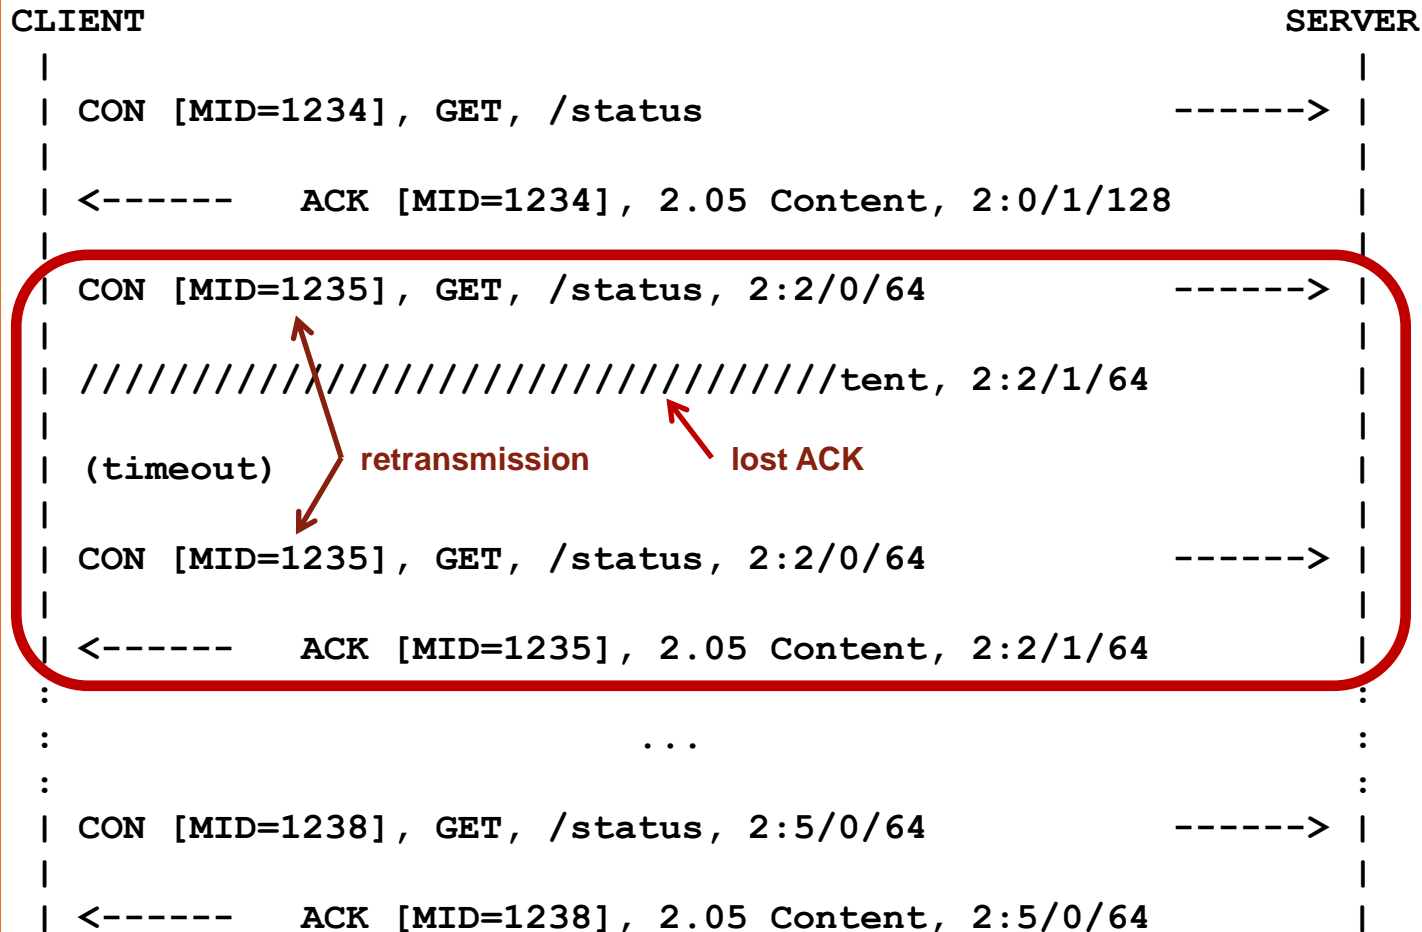 CLIENT SERVER
| |
| CON [MID=1234], GET, /status ------> |
| |
| <------ ACK [MID=1234], 2.05 Content, 2:0/1/128 |
| |
| CON [MID=1235], GET, /status, 2:2/0/64 ------> |
| |
| //////////////////////////////////tent, 2:2/1/64 |
| |
| (timeout) retransmission lost ACK |
| |
| CON [MID=1235], GET, /status, 2:2/0/64 ------> |
| |
| <------ ACK [MID=1235], 2.05 Content, 2:2/1/64 |
: :
: ... :
: :
| CON [MID=1238], GET, /status, 2:5/0/64 ------> |
| |
| <------ ACK [MID=1238], 2.05 Content, 2:5/0/64 |